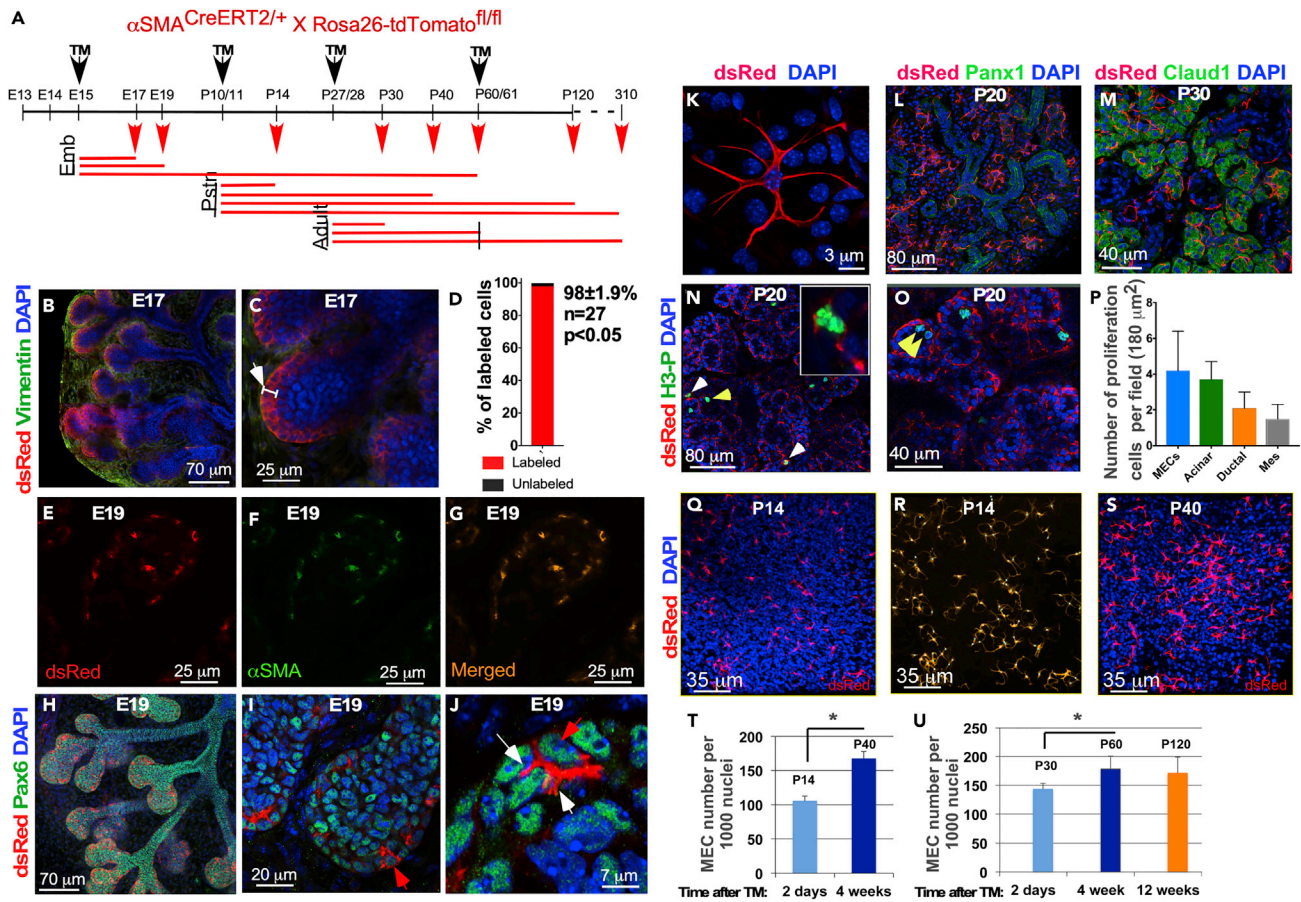 A
αSMA^CreERT2/+ X Rosa26-tdTomato^fl/fl
TM TM TM TM
E13 E14 E15 E17 E19 P10/11 P14 P27/28 P30 P40 P60/61 P120 310
Emb
Pstn
Adult
dsRed Vimentin DAPI
B E17
70 μm
C E17
25 μm
D
% of labeled cells
100
80
60
40
20
0
98±1.9%
n=27
p<0.05
Labeled
Unlabeled
E E19
dsRed
25 μm
F E19
αSMA
25 μm
G E19
Merged
25 μm
dsRed Pax6 DAPI
H E19
70 μm
I E19
20 μm
J E19
7 μm
dsRed DAPI
K
3 μm
dsRed Panx1 DAPI
L P20
80 μm
dsRed Claud1 DAPI
M P30
40 μm
dsRed H3-P DAPI
N P20
80 μm
O P20
40 μm
P
Number of proliferation
cells per field (180 μm²)
8
6
4
2
0
MECs Acinar Ductal Mes
dsRed DAPI
Q P14
35 μm
dsRed
R P14
35 μm
S P40
35 μm
dsRed
T
MEC number per
1000 nuclei
200
150
100
50
0
*
P14
P40
Time after TM: 2 days 4 weeks
U
MEC number per
1000 nuclei
250
200
150
100
50
0
*
P30
P60
P120
Time after TM: 2 days 4 week 12 weeks